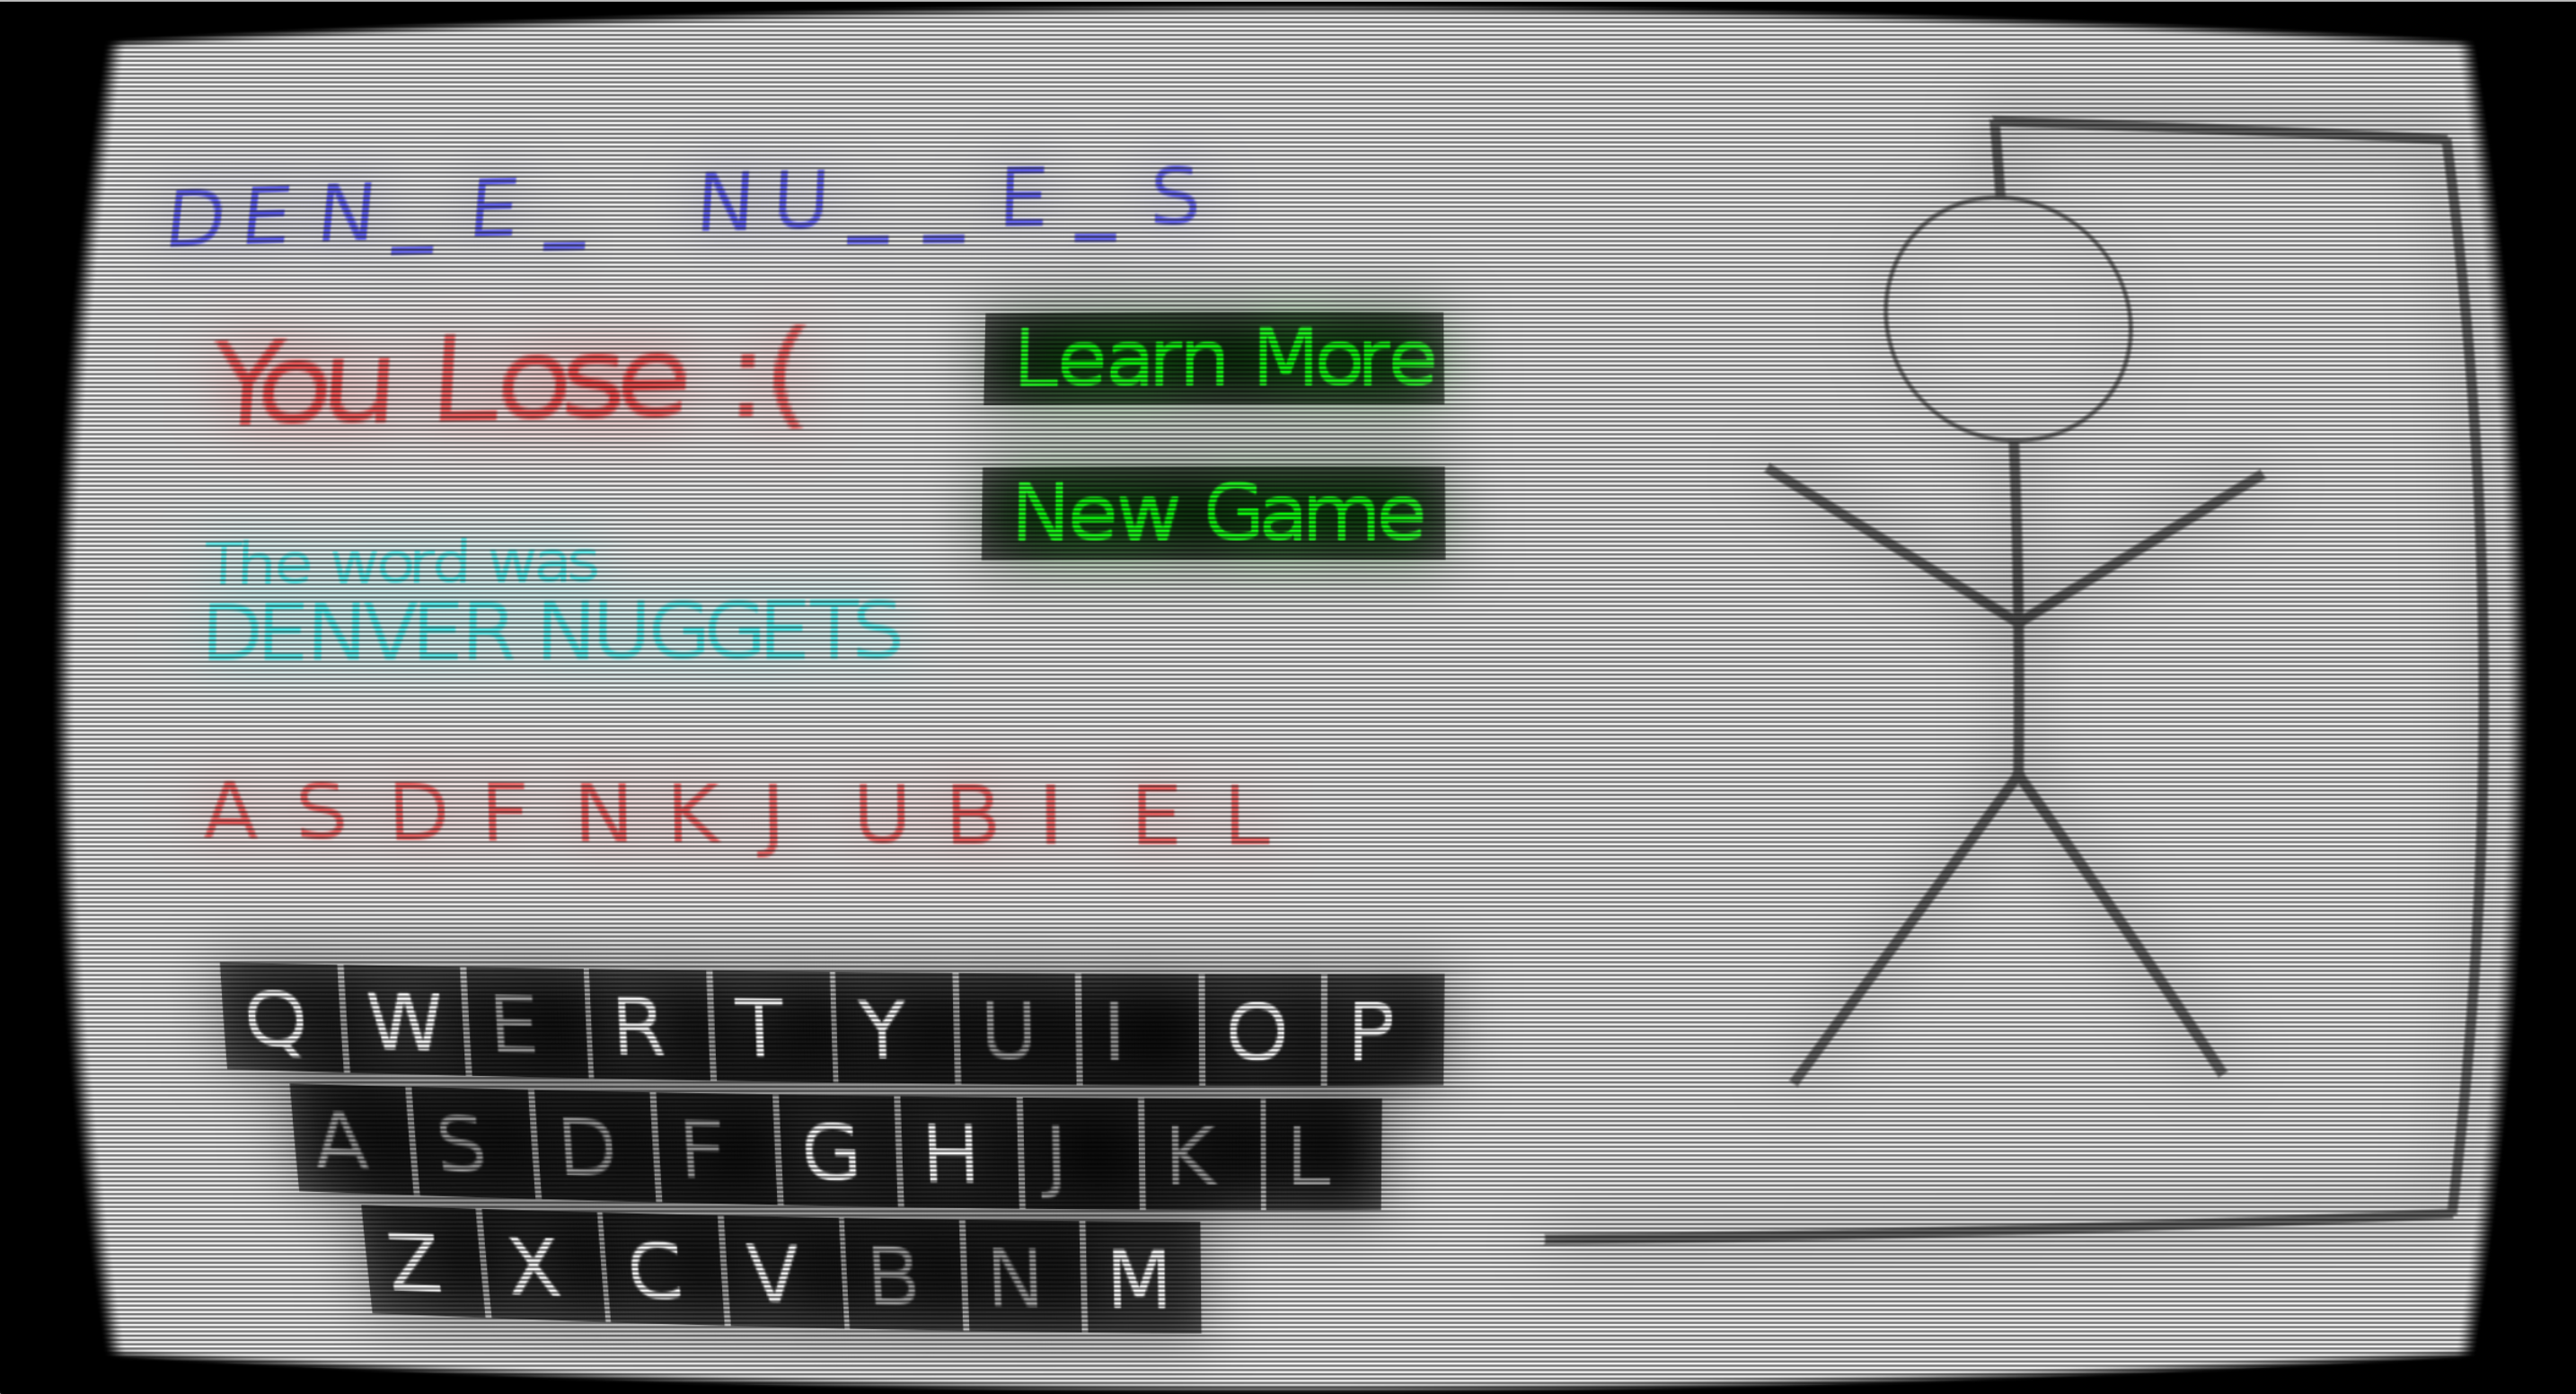 DEN_E_ NU__E_S
You Lose :(
Learn More
New Game
The word was
DENVER NUGGETS
A S D F N K J U B I E L
Q W E R T Y U I O P
A S D F G H J K L
Z X C V B N M